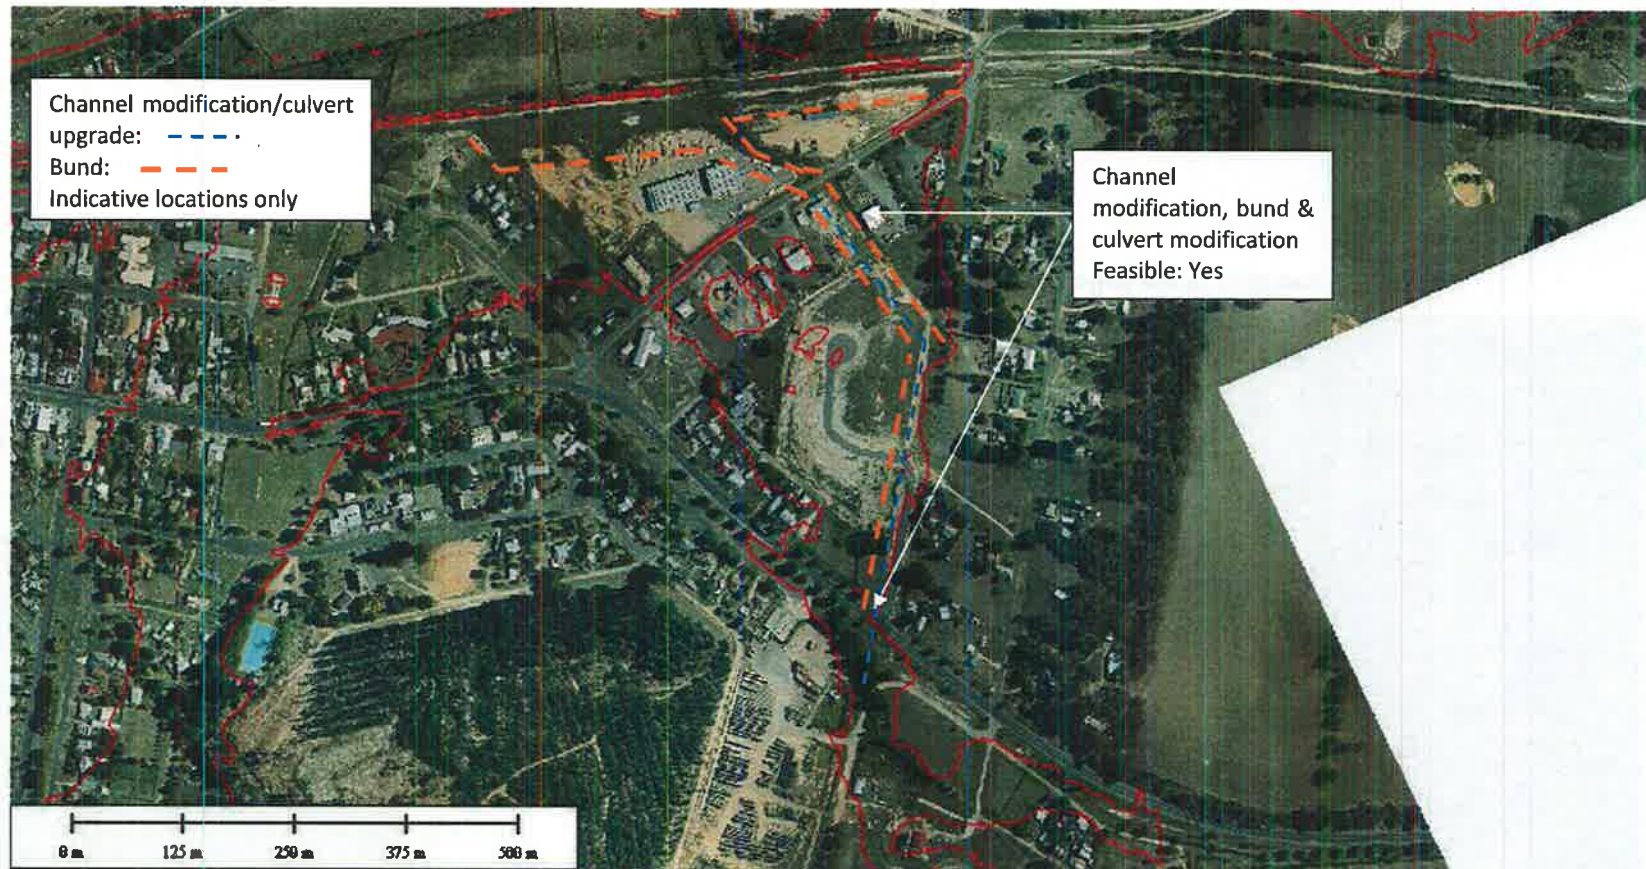 Channel modification/culvert
upgrade:
Bund:
Indicative locations only
Channel
modification, bund &
culvert modification
Feasible: Yes
0 m 125 m 250 m 375 m 500 m